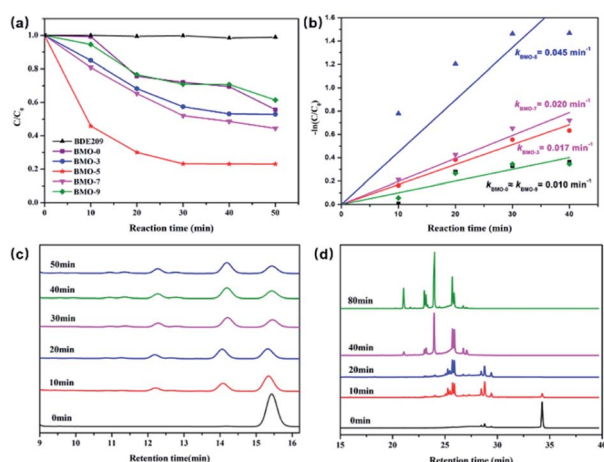 (a)
C/C0
1.0
0.8
0.6
0.4
0.2
0.0
BDE209
BMO-0
BMO-3
BMO-5
BMO-7
BMO-9
0 10 20 30 40 50
Reaction time (min)
(b)
-ln(C/C0)
-1.6
-1.4
-1.2
-1.0
-0.8
-0.6
-0.4
-0.2
0.0
kBMO-5 = 0.045 min⁻¹
kBMO-7 = 0.020 min⁻¹
kBMO-3 = 0.017 min⁻¹
kBMO-0 ≈ kBMO-9 = 0.010 min⁻¹
0 10 20 30 40
Reaction time (min)
(c)
50min
40min
30min
20min
10min
0min
9 10 11 12 13 14 15 16
Retention time(min)
(d)
80min
40min
20min
10min
0min
15 20 25 30 35 40
Retention time (min)